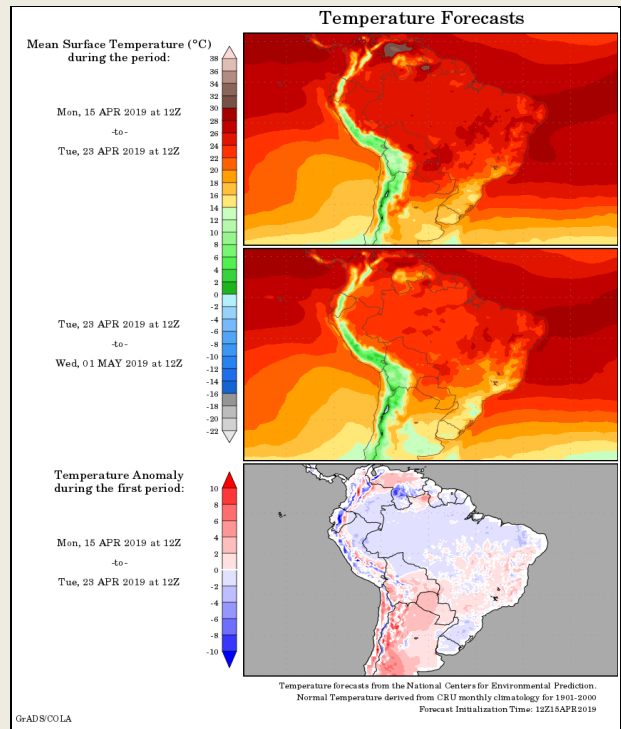 Temperature Forecasts
Mean Surface Temperature (°C)
during the period:
Mon, 15 APR 2019 at 12Z
-to-
Tue, 23 APR 2019 at 12Z
38
36
34
32
30
28
26
24
22
20
18
16
14
12
10
8
6
4
2
0
-2
-4
-6
-8
-10
-12
-14
-16
-18
-20
-22
Tue, 23 APR 2019 at 12Z
-to-
Wed, 01 MAY 2019 at 12Z
Temperature Anomaly
during the first period:
Mon, 15 APR 2019 at 12Z
-to-
Tue, 23 APR 2019 at 12Z
10
8
6
4
2
0
-2
-4
-6
-8
-10
Temperature forecasts from the National Centers for Environmental Prediction.
Normal Temperature derived from CRU monthly climatology for 1901-2000
Forecast Initialization Time: 12Z15APR2019
GrADS/COLA